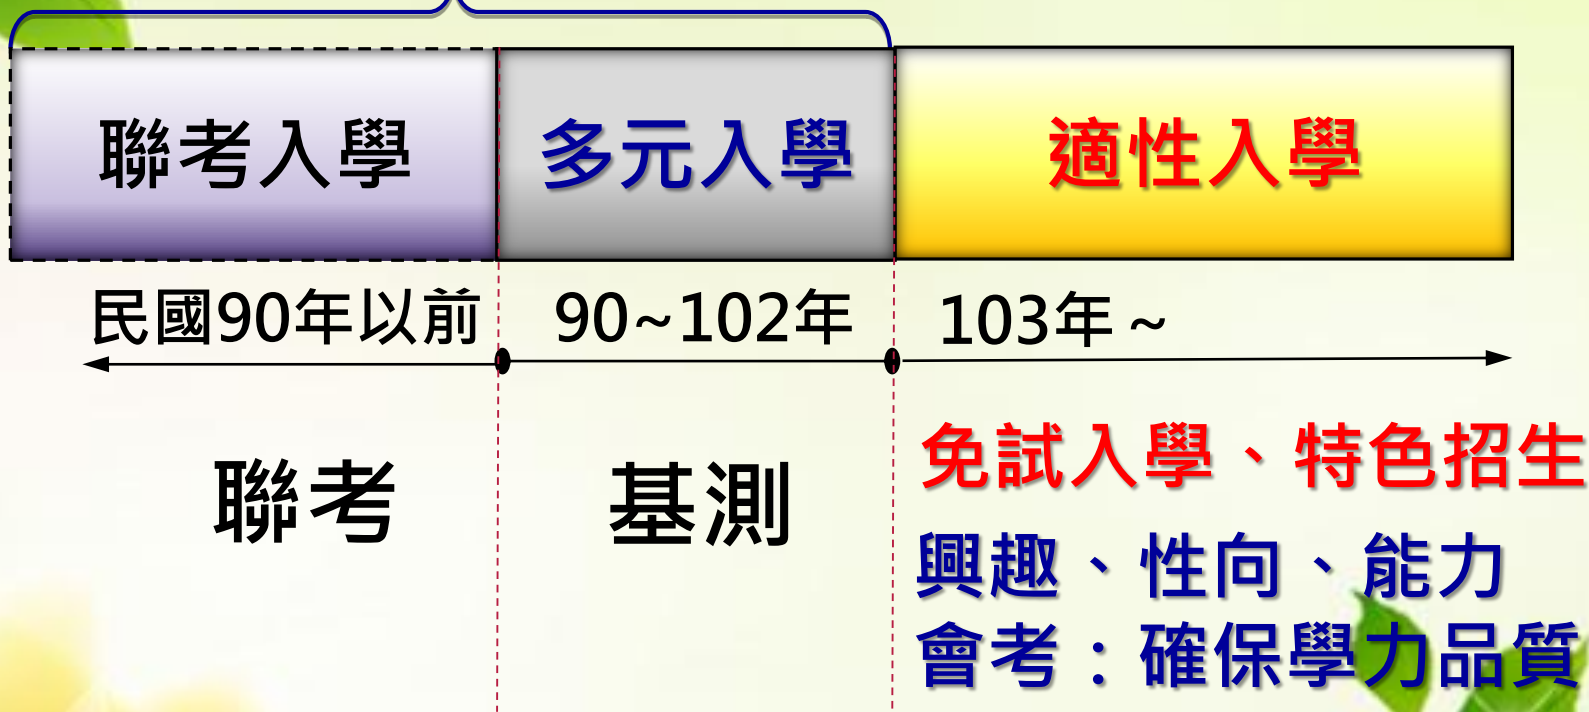 聯考入學 多元入學 適性入學
民國90年以前 90~102年 103年~
聯考 基測 免試入學、特色招生
興趣、性向、能力
會考：確保學力品質